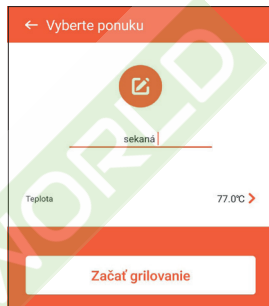 ← Vyberte ponuku
sekaná
Teplota 77.0℃ >
Začať grilovanie
WORLD